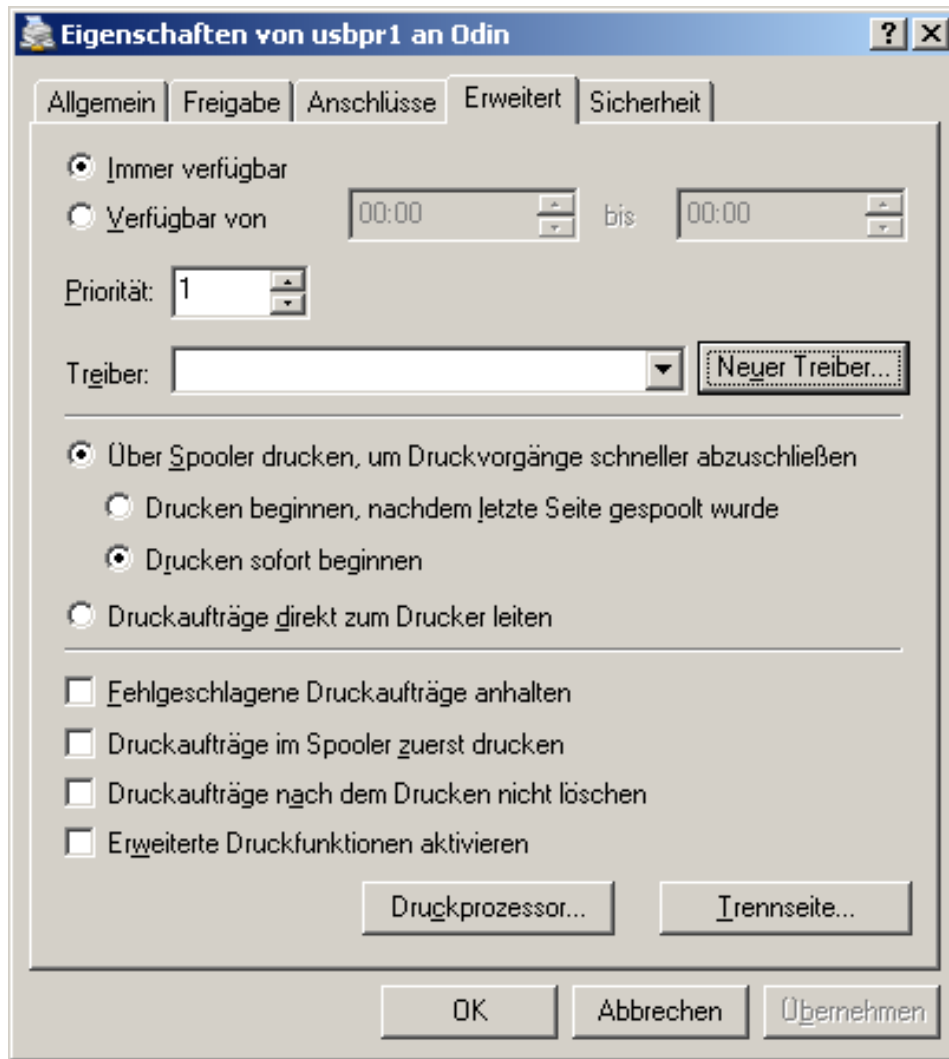 Eigenschaften von usbpr1 an Odin
Allgemein Freigabe Anschlüsse Erweitert Sicherheit
Immer verfügbar
Verfügbar von 00:00 bis 00:00
Priorität: 1
Treiber: Neuer Treiber...
Über Spooler drucken, um Druckvorgänge schneller abzuschließen
Drucken beginnen, nachdem letzte Seite gespoolt wurde
Drucken sofort beginnen
Druckaufträge direkt zum Drucker leiten
Fehlgeschlagene Druckaufträge anhalten
Druckaufträge im Spooler zuerst drucken
Druckaufträge nach dem Drucken nicht löschen
Erweiterte Druckfunktionen aktivieren
Druckprozessor... Trennseite...
OK Abbrechen Übernehmen